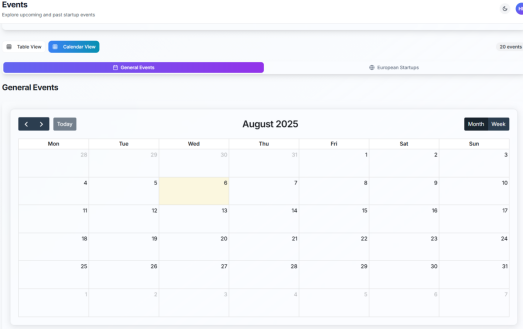 Events
Explore upcoming and past startup events
Table View
Calendar View
20 events
General Events
European Startups
General Events
Today
August 2025
Month Week
Mon Tue Wed Thu Fri Sat Sun
28 29 30 31 1 2 3
4 5 6 7 8 9 10
11 12 13 14 15 16 17
18 19 20 21 22 23 24
25 26 27 28 29 30 31
1 2 3 4 5 6 7